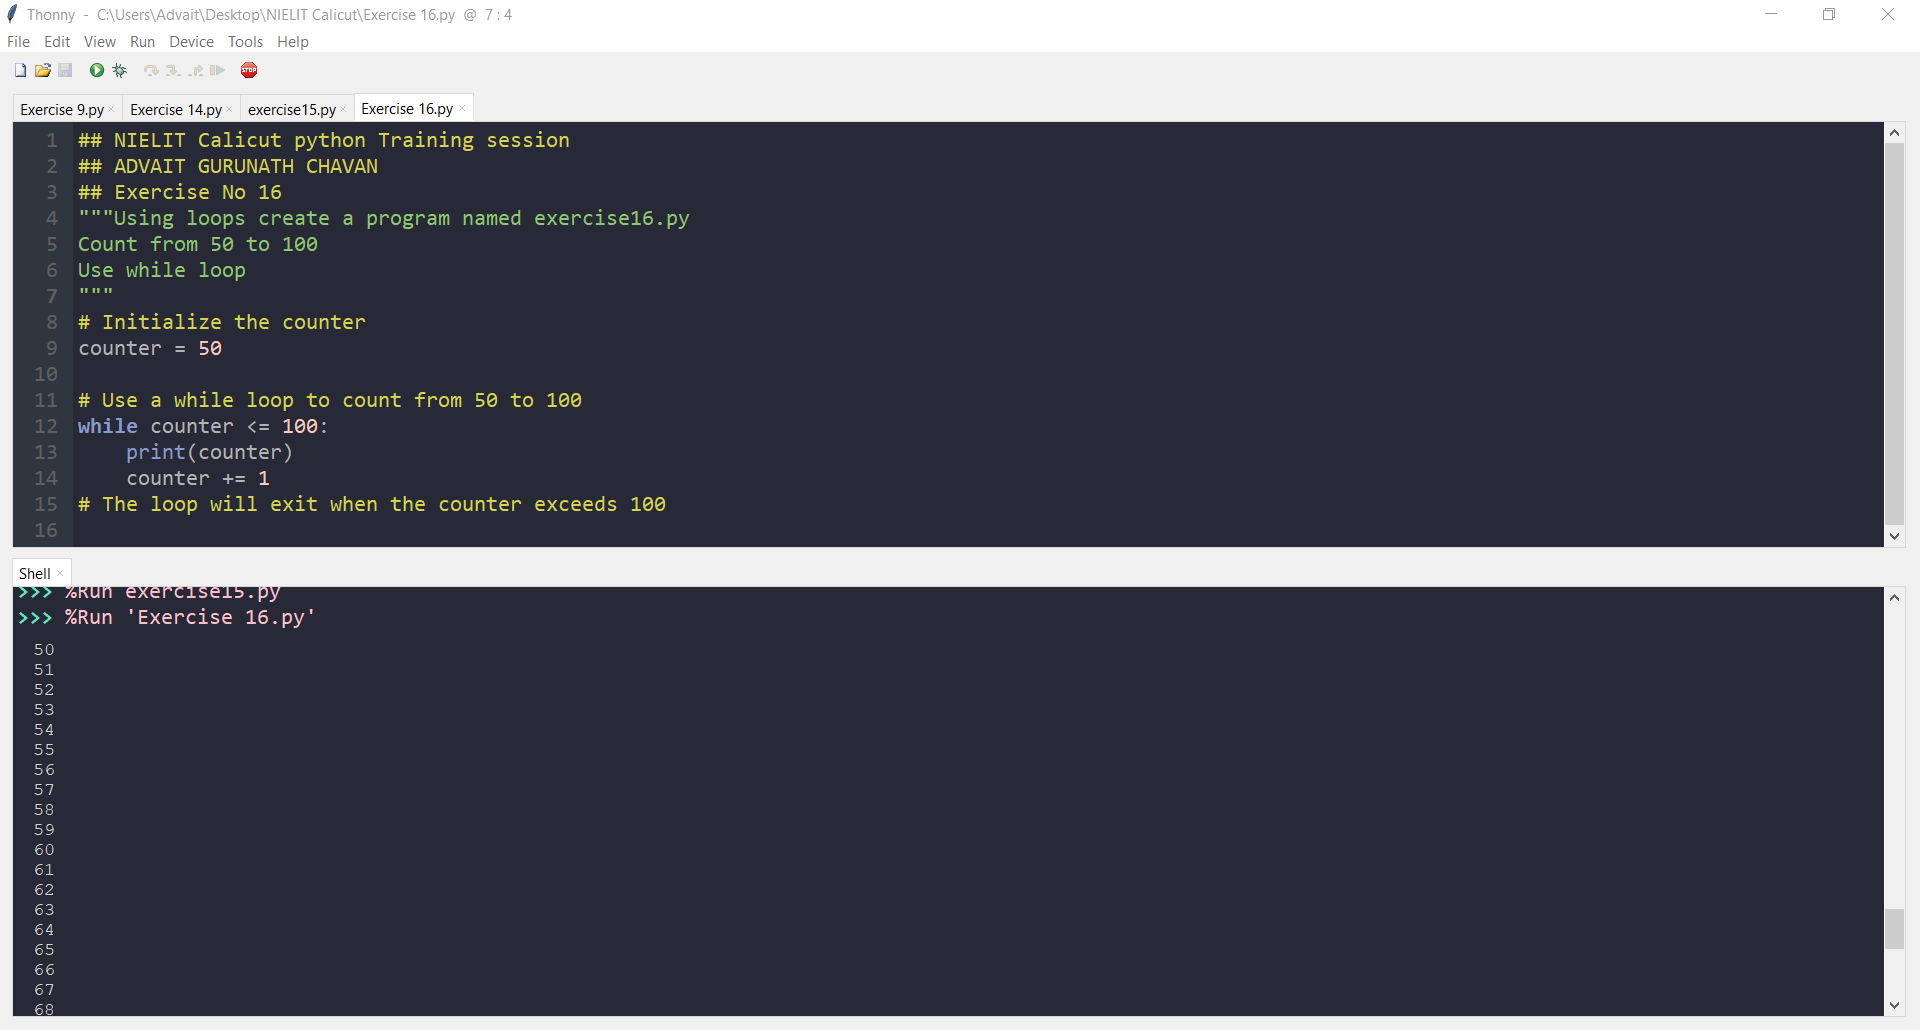 Thonny - C:\Users\Advait\Desktop\NIELIT Calicut\Exercise 16.py @ 7 : 4
File Edit View Run Device Tools Help
STOP
Exercise 9.py × Exercise 14.py × exercise15.py × Exercise 16.py ×
1 ## NIELIT Calicut python Training session
2 ## ADVAIT GURUNATH CHAVAN
3 ## Exercise No 16
4 """Using loops create a program named exercise16.py
5 Count from 50 to 100
6 Use while loop
7 """
8 # Initialize the counter
9 counter = 50
10
11 # Use a while loop to count from 50 to 100
12 while counter <= 100:
13     print(counter)
14     counter += 1
15 # The loop will exit when the counter exceeds 100
16
Shell ×
>>> %Run exercise15.py
>>> %Run 'Exercise 16.py'
50
51
52
53
54
55
56
57
58
59
60
61
62
63
64
65
66
67
68